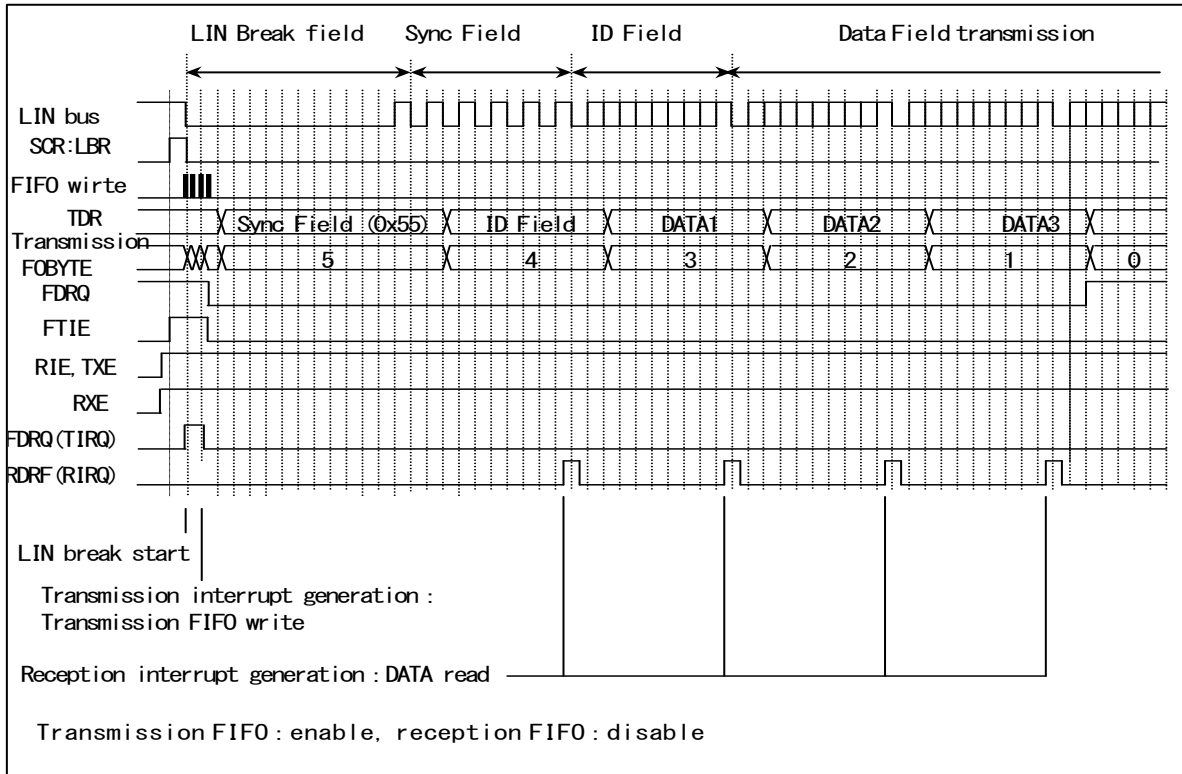 LIN Break field Sync Field ID Field Data Field transmission
LIN bus
SCR:LBR
FIFO wirte
TDR Sync Field (0x55) ID Field DATA1 DATA2 DATA3
Transmission
FOBYTE 5 4 3 2 1 0
FDRQ
FTIE
RIE, TXE
RXE
FDRQ(TIRQ)
RDRF(RIRQ)
LIN break start
Transmission interrupt generation :
Transmission FIFO write
Reception interrupt generation : DATA read
Transmission FIFO : enable, reception FIFO : disable